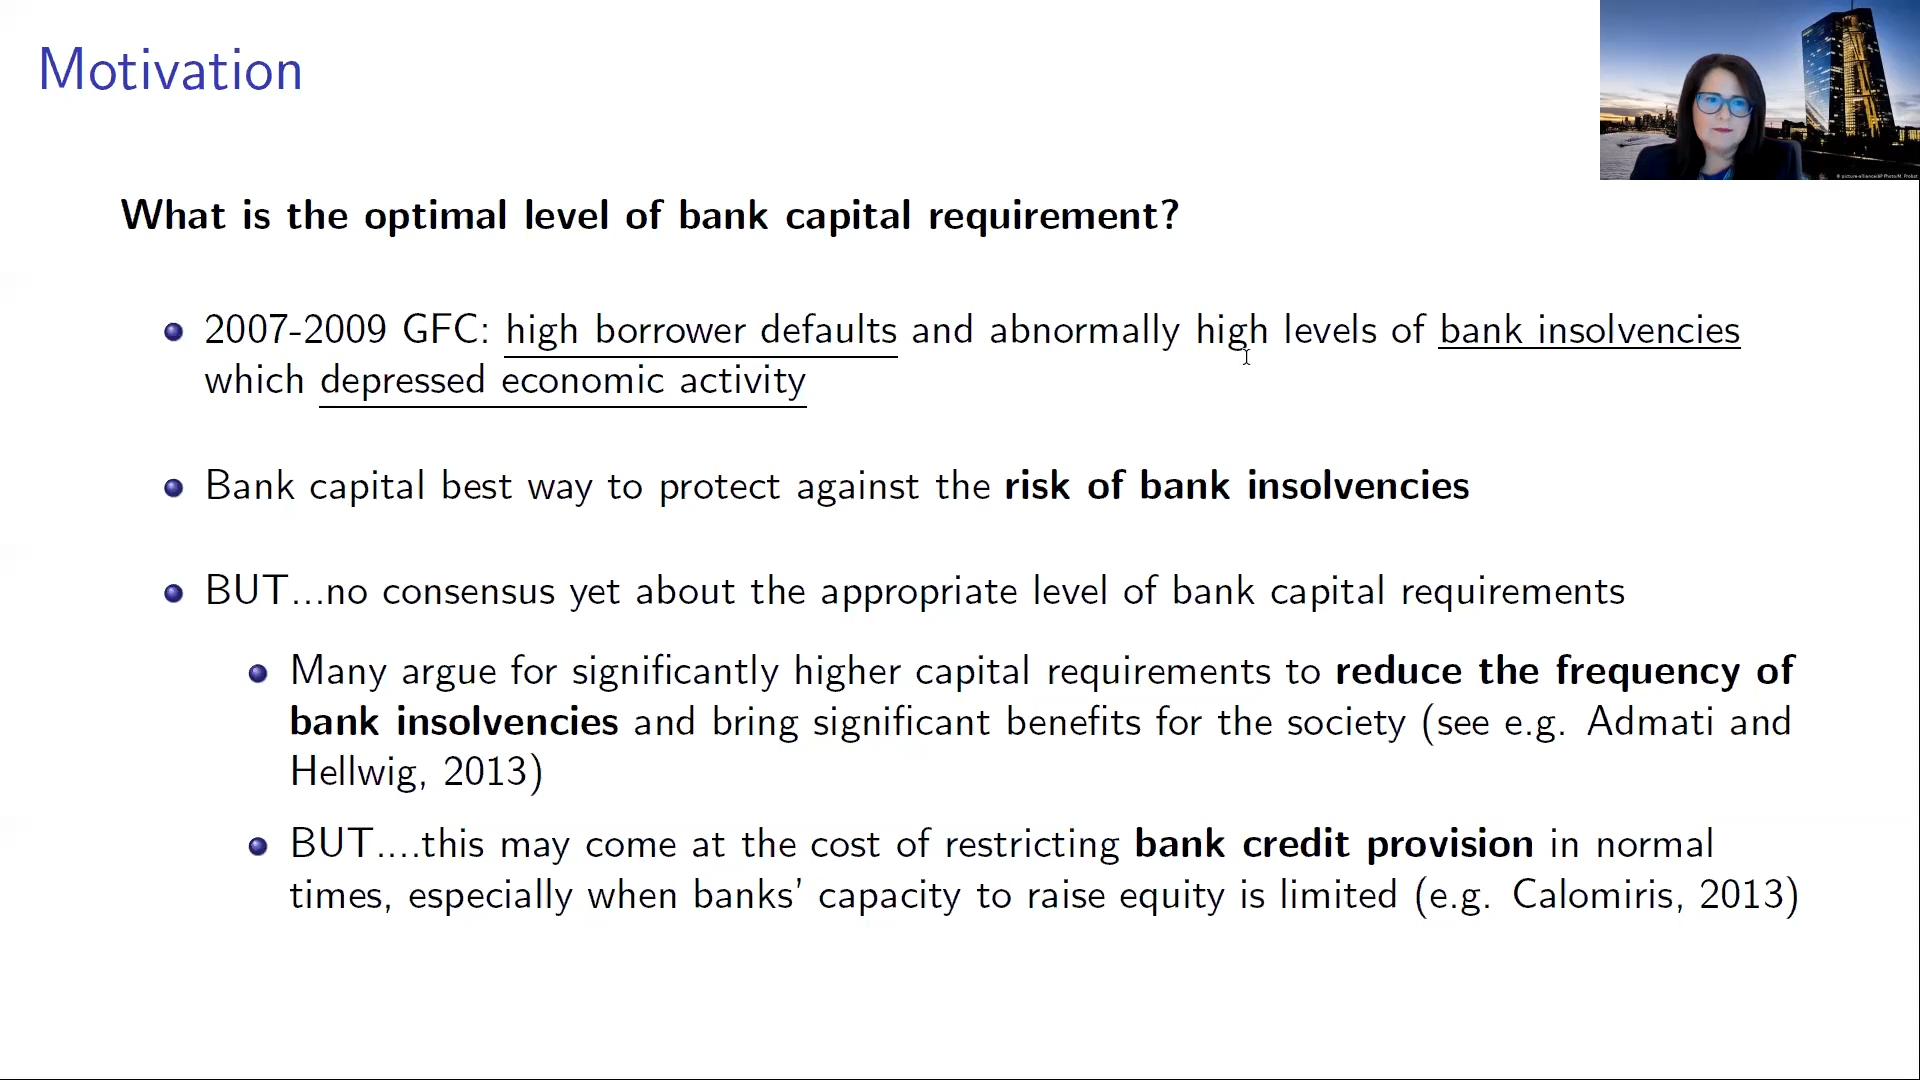 Motivation
© picture-alliance/AP Photo/M. Probst
What is the optimal level of bank capital requirement?
2007-2009 GFC: high borrower defaults and abnormally high levels of bank insolvencies
which depressed economic activity
Bank capital best way to protect against the risk of bank insolvencies
BUT...no consensus yet about the appropriate level of bank capital requirements
Many argue for significantly higher capital requirements to reduce the frequency of
bank insolvencies and bring significant benefits for the society (see e.g. Admati and
Hellwig, 2013)
BUT....this may come at the cost of restricting bank credit provision in normal
times, especially when banks' capacity to raise equity is limited (e.g. Calomiris, 2013)